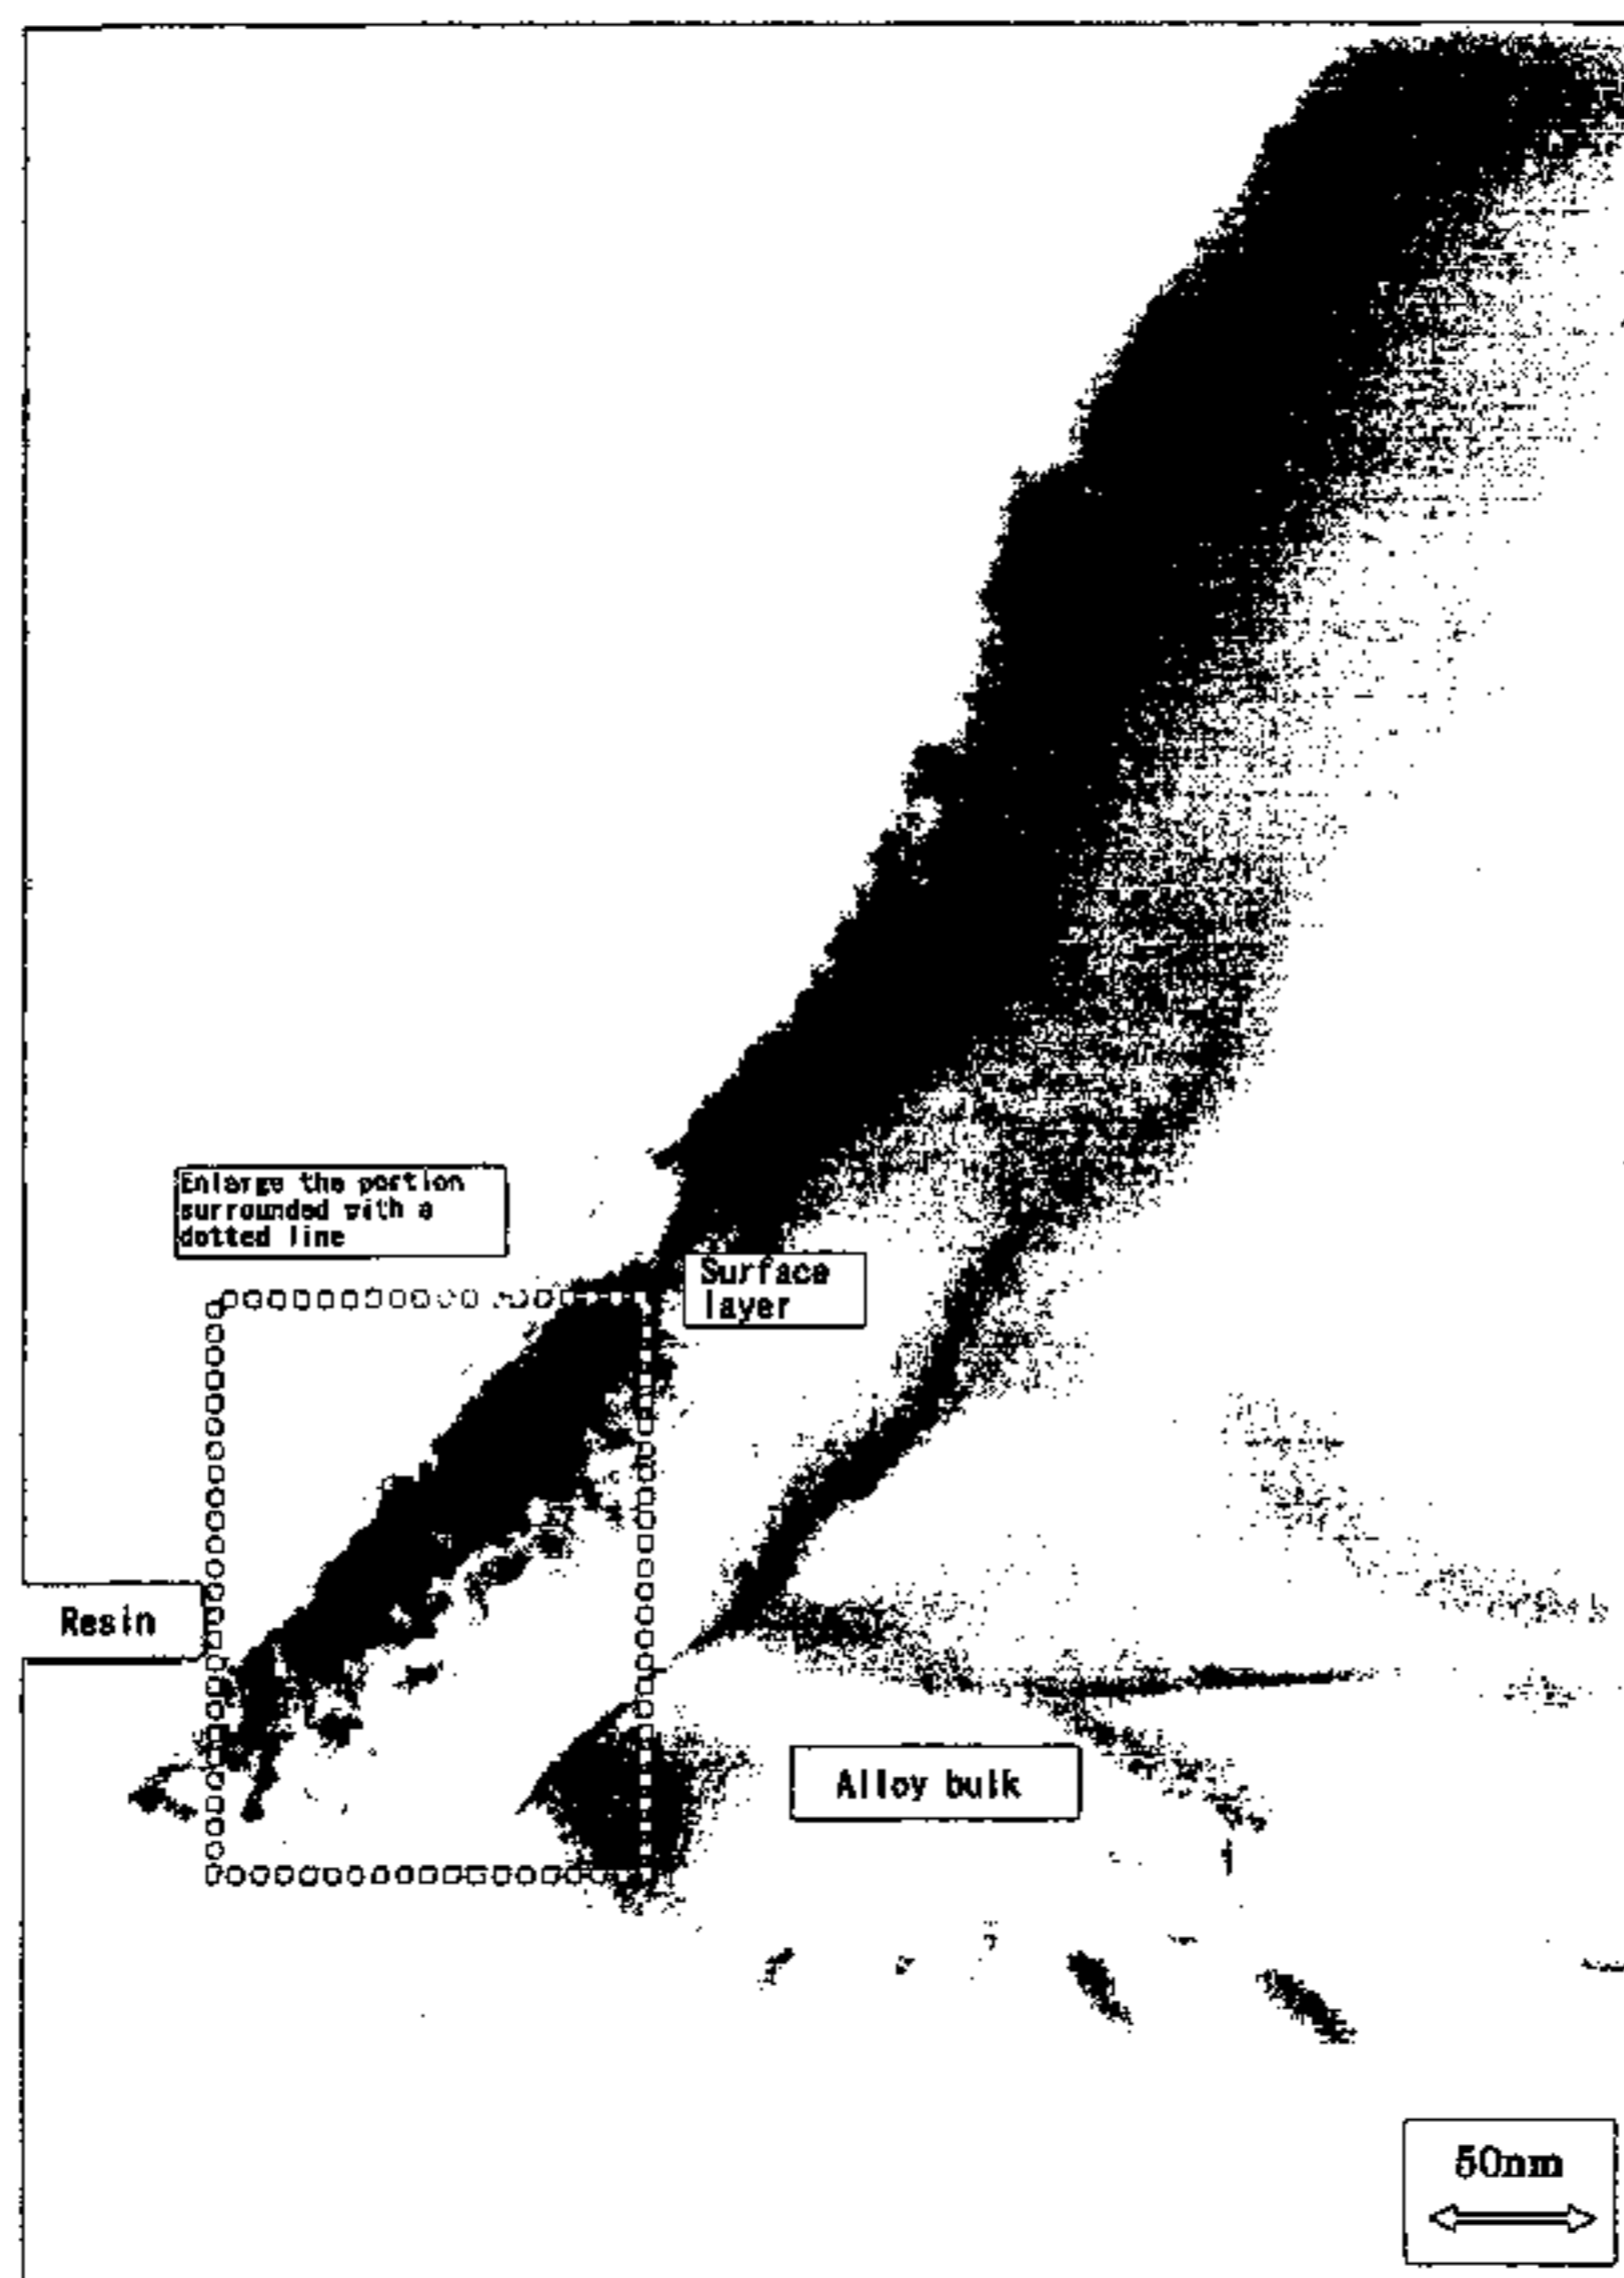 Enlarge the portion
surrounded with a
dotted line
Surface
layer
Resin
Alloy bulk
50nm